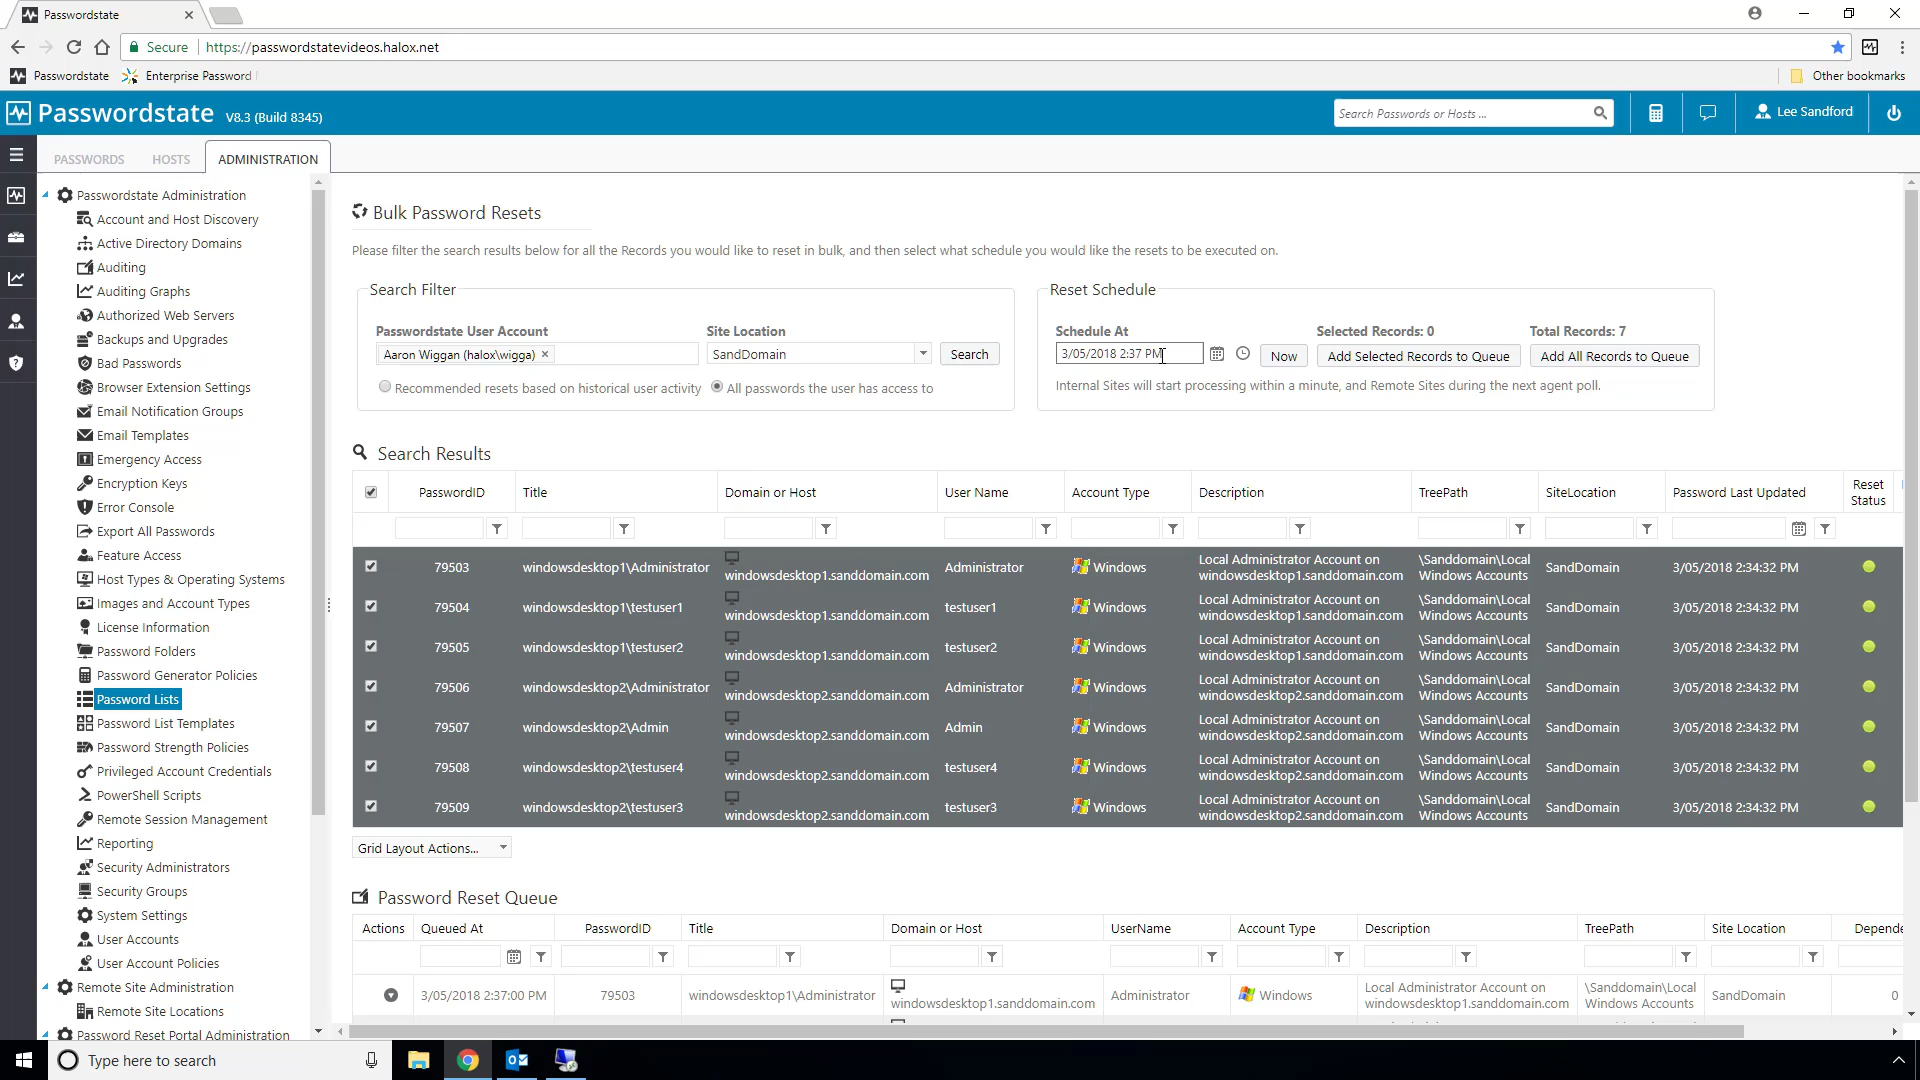 Passwordstate
Secure https://passwordstatevideos.halox.net
Passwordstate Enterprise Password Other bookmarks
Passwordstate V8.3 (Build 8345) Search Passwords or Hosts ... Lee Sandford
PASSWORDS HOSTS ADMINISTRATION
Passwordstate Administration
Account and Host Discovery
Active Directory Domains
Auditing
Auditing Graphs
Authorized Web Servers
Backups and Upgrades
Bad Passwords
Browser Extension Settings
Email Notification Groups
Email Templates
Emergency Access
Encryption Keys
Error Console
Export All Passwords
Feature Access
Host Types & Operating Systems
Images and Account Types
License Information
Password Folders
Password Generator Policies
Password Lists
Password List Templates
Password Strength Policies
Privileged Account Credentials
PowerShell Scripts
Remote Session Management
Reporting
Security Administrators
Security Groups
System Settings
User Accounts
User Account Policies
Remote Site Administration
Remote Site Locations
Password Reset Portal Administration
Bulk Password Resets
Please filter the search results below for all the Records you would like to reset in bulk, and then select what schedule you would like the resets to be executed on.
Search Filter
Passwordstate User Account Site Location
Aaron Wiggan (halox\wigga) SandDomain Search
Recommended resets based on historical user activity All passwords the user has access to
Reset Schedule
Schedule At Selected Records: 0 Total Records: 7
3/05/2018 2:37 PM Now Add Selected Records to Queue Add All Records to Queue
Internal Sites will start processing within a minute, and Remote Sites during the next agent poll.
Search Results
PasswordID Title Domain or Host User Name Account Type Description TreePath SiteLocation Password Last Updated Reset Status
79503 windowsdesktop1\Administrator windowsdesktop1.sanddomain.com Administrator Windows Local Administrator Account on windowsdesktop1.sanddomain.com \Sanddomain\Local Windows Accounts SandDomain 3/05/2018 2:34:32 PM
79504 windowsdesktop1\testuser1 windowsdesktop1.sanddomain.com testuser1 Windows Local Administrator Account on windowsdesktop1.sanddomain.com \Sanddomain\Local Windows Accounts SandDomain 3/05/2018 2:34:32 PM
79505 windowsdesktop1\testuser2 windowsdesktop1.sanddomain.com testuser2 Windows Local Administrator Account on windowsdesktop1.sanddomain.com \Sanddomain\Local Windows Accounts SandDomain 3/05/2018 2:34:32 PM
79506 windowsdesktop2\Administrator windowsdesktop2.sanddomain.com Administrator Windows Local Administrator Account on windowsdesktop2.sanddomain.com \Sanddomain\Local Windows Accounts SandDomain 3/05/2018 2:34:32 PM
79507 windowsdesktop2\Admin windowsdesktop2.sanddomain.com Admin Windows Local Administrator Account on windowsdesktop2.sanddomain.com \Sanddomain\Local Windows Accounts SandDomain 3/05/2018 2:34:32 PM
79508 windowsdesktop2\testuser4 windowsdesktop2.sanddomain.com testuser4 Windows Local Administrator Account on windowsdesktop2.sanddomain.com \Sanddomain\Local Windows Accounts SandDomain 3/05/2018 2:34:32 PM
79509 windowsdesktop2\testuser3 windowsdesktop2.sanddomain.com testuser3 Windows Local Administrator Account on windowsdesktop2.sanddomain.com \Sanddomain\Local Windows Accounts SandDomain 3/05/2018 2:34:32 PM
Grid Layout Actions...
Password Reset Queue
Actions Queued At PasswordID Title Domain or Host UserName Account Type Description TreePath Site Location Depende
3/05/2018 2:37:00 PM 79503 windowsdesktop1\Administrator windowsdesktop1.sanddomain.com Administrator Windows Local Administrator Account on windowsdesktop1.sanddomain.com \Sanddomain\Local Windows Accounts SandDomain 0
Type here to search